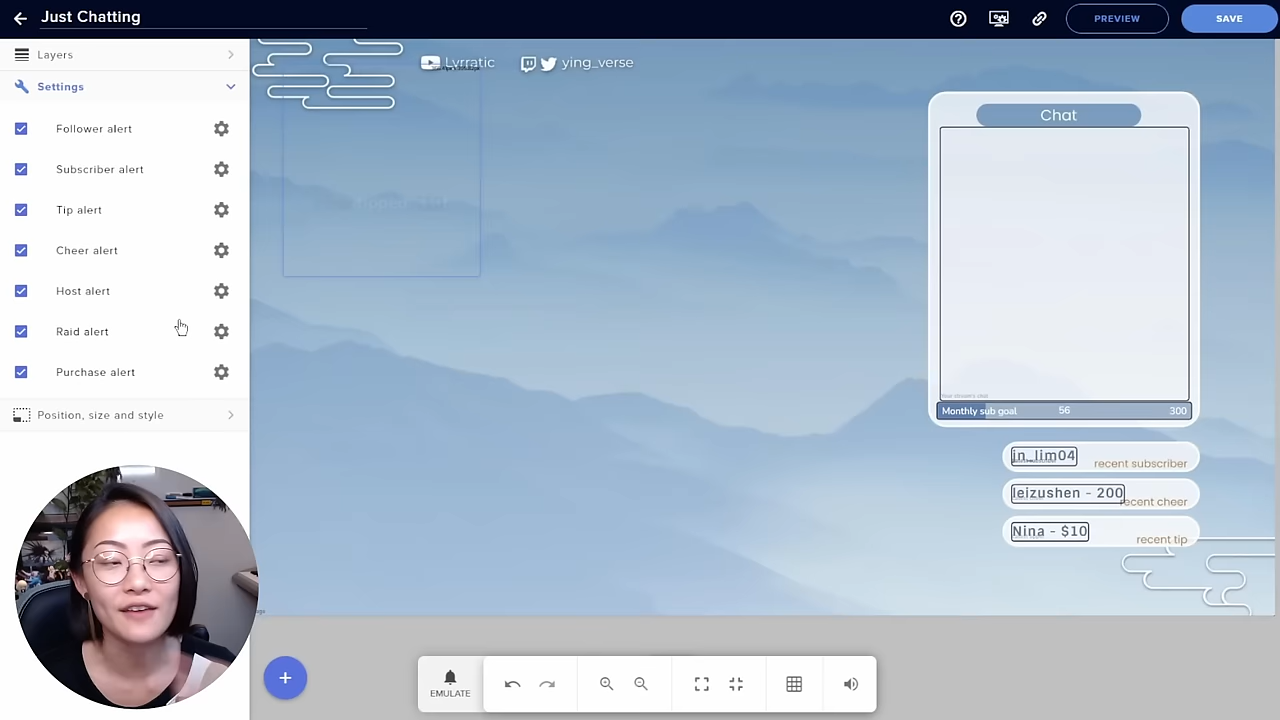 Just Chatting
PREVIEW
SAVE
Layers
Settings
Follower alert
Subscriber alert
Tip alert
Cheer alert
Host alert
Raid alert
Purchase alert
Position, size and style
Lyrratic
ying_verse
Chat
Monthly sub goal 56 300
in_lim04
recent subscriber
leizushen - 200
recent cheer
Nina - $10
recent tip
EMULATE